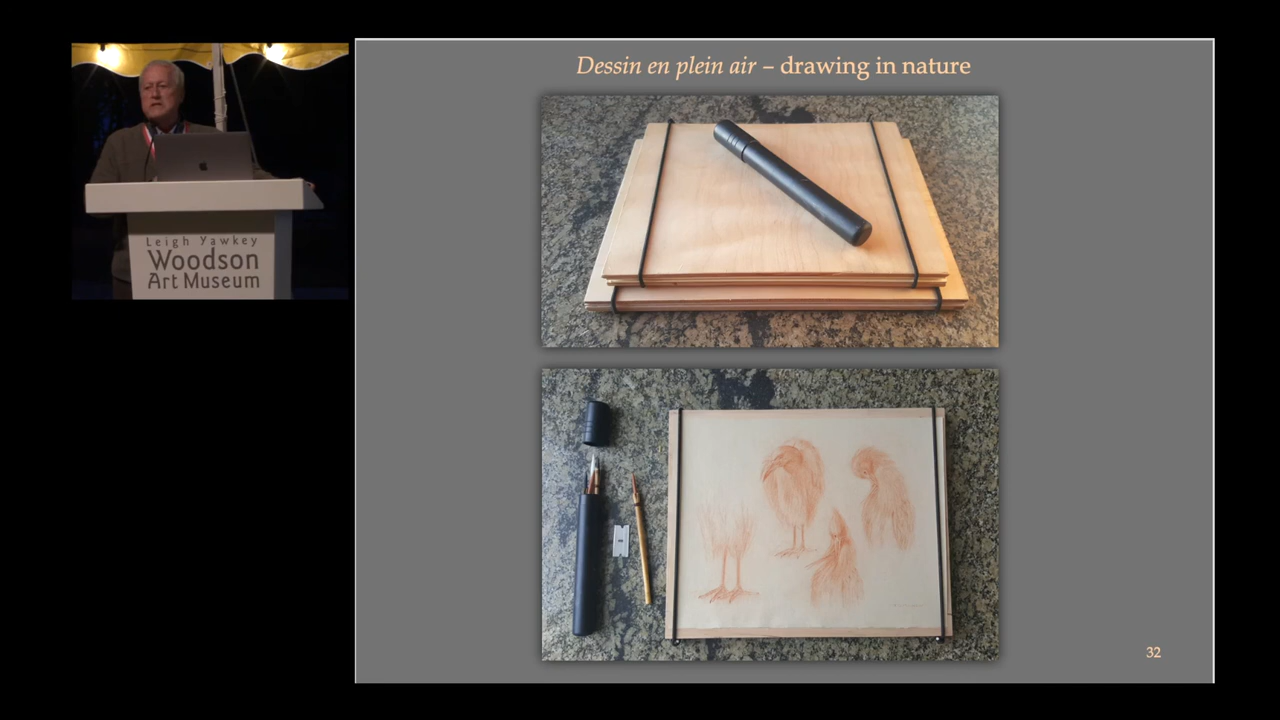 Dessin en plein air – drawing in nature
Leigh Yawkey
Woodson
Art Museum
32